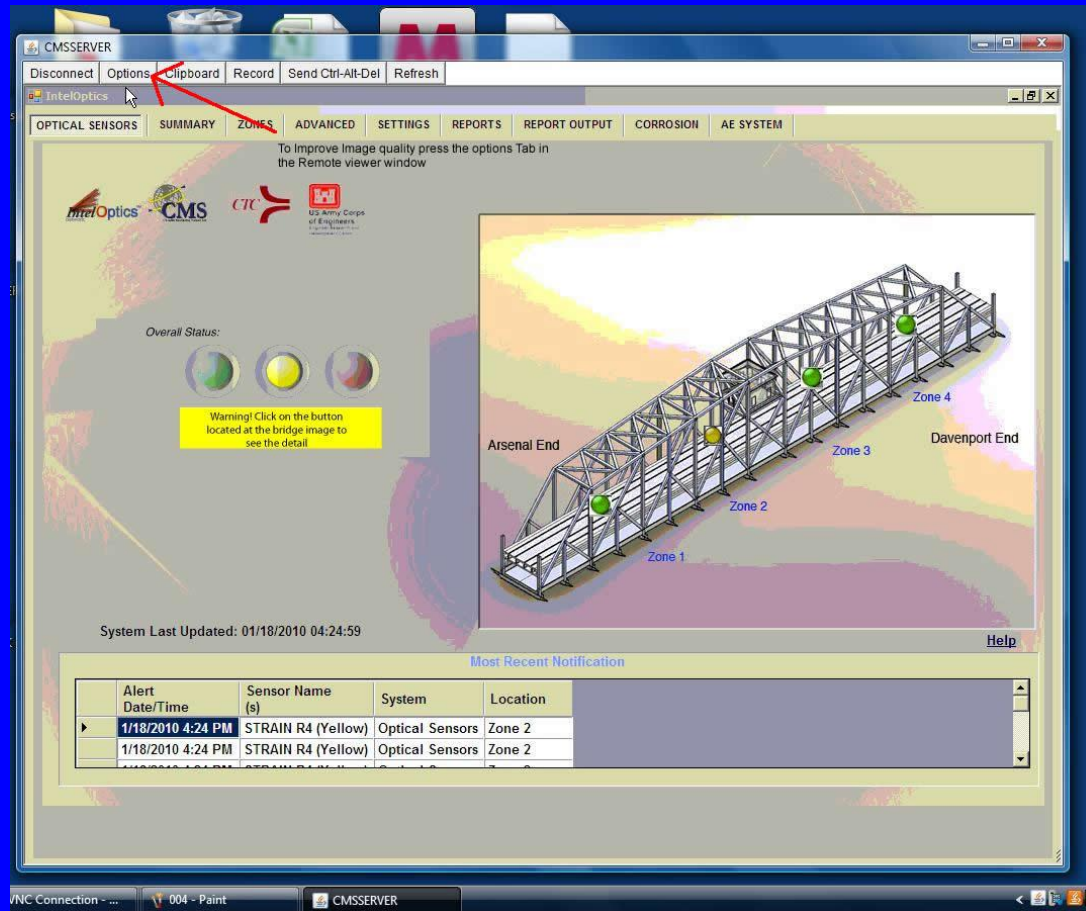 CMSSERVER
Disconnect Options Clipboard Record Send Ctrl-Alt-Del Refresh
IntelOptics
OPTICAL SENSORS SUMMARY ZONES ADVANCED SETTINGS REPORTS REPORT OUTPUT CORROSION AE SYSTEM
To Improve Image quality press the options Tab in
the Remote viewer window
IntelOptics CMS CTC
US Army Corps
of Engineers
Overall Status:
Warning! Click on the button
located at the bridge image to
see the detail
Zone 4
Davenport End
Arsenal End
Zone 3
Zone 2
Zone 1
System Last Updated: 01/18/2010 04:24:59
Help
Most Recent Notification
Alert Date/Time Sensor Name (s) System Location
1/18/2010 4:24 PM STRAIN R4 (Yellow) Optical Sensors Zone 2
1/18/2010 4:24 PM STRAIN R4 (Yellow) Optical Sensors Zone 2
VNC Connection - ... 004 - Paint CMSSERVER